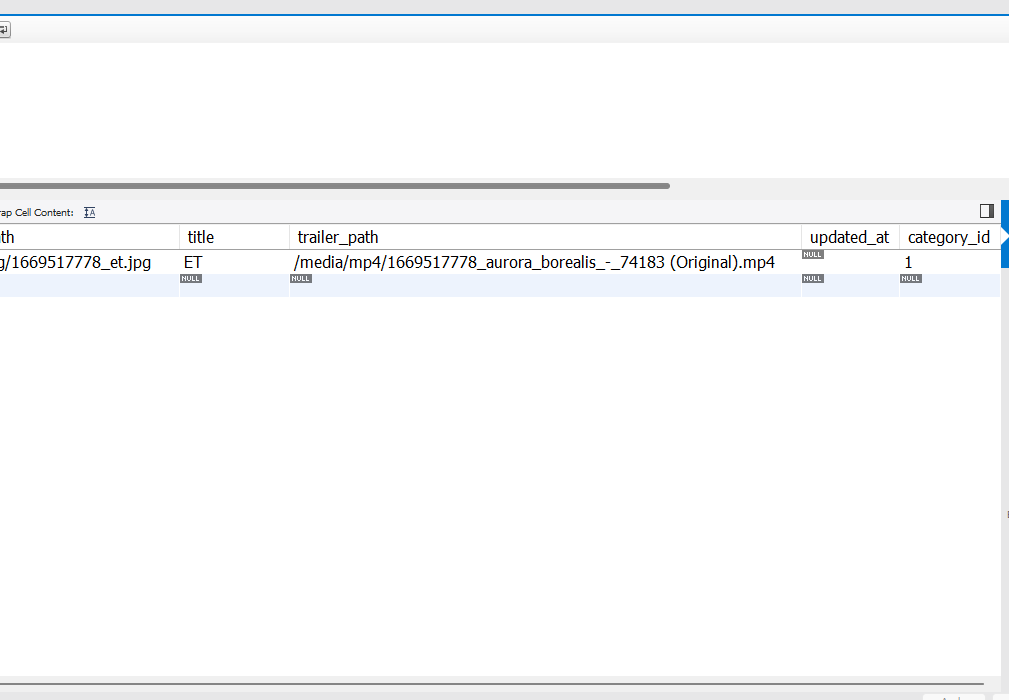 rap Cell Content:
th title trailer_path updated_at category_id
g/1669517778_et.jpg ET /media/mp4/1669517778_aurora_borealis_-_74183 (Original).mp4 NULL 1
NULL NULL NULL NULL